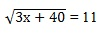 √(3x + 40) = 11